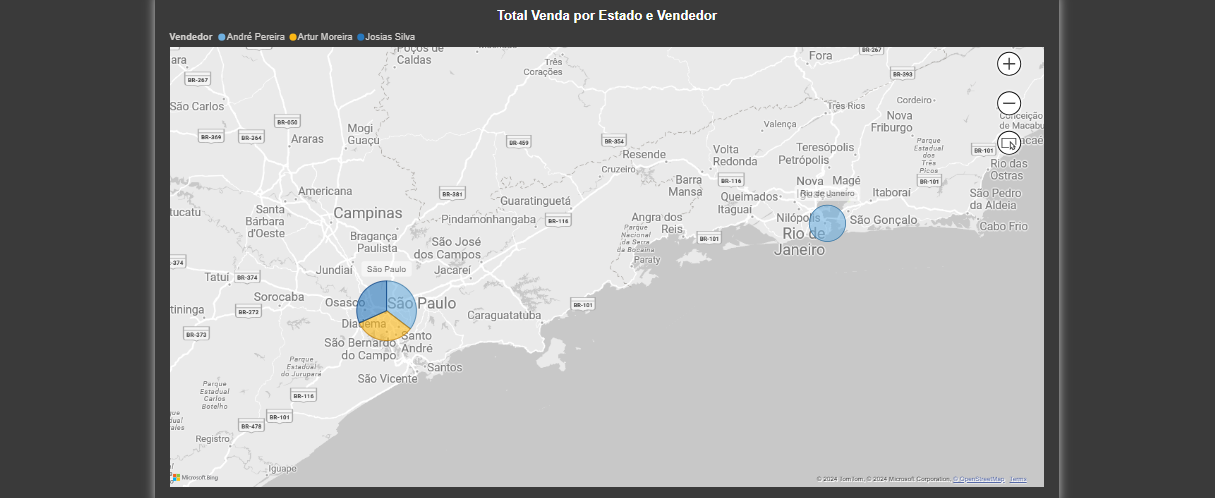 Total Venda por Estado e Vendedor
Vendedor André Pereira Artur Moreira Josias Silva
Poços de
Caldas
ara
BR-267
Três
Corações
Fora
BR-267
BR-393
São Carlos
Cordeiro
Três Rios
Conceição
de Macabu
BR-050
Nova
Friburgo
Valença
Mogi
Guaçu
BR-369
BR-364
Araras
BR-459
BR-354
Parque
Estadual
dos
Três
Picos
Teresópolis
Petrópolis
Volta
Redonda
Resende
Cruzeiro
BR-101
acaé
Rio das
Ostras
Barra
Mansa
BR-116
Nova
Magé
BR-101
Americana
BR-381
Queimados
Itaguaí
Rio de Janeiro
Itaboraí
São Pedro
da Aldeia
Guaratinguetá
tucatu
Santa
Bárbara
d'Oeste
Campinas
Pindamonhangaba
BR-116
Angra dos
Reis
Nilópolis
São Gonçalo
Cabo Frio
Bragança
Paulista
São José
dos Campos
Parque
Nacional
da Serra
da Bocaina
BR-101
Rio de
Janeiro
Paraty
BR-374
Tatuí
BR-374
Jundiaí
São Paulo
Jacareí
Sorocaba
Osasco
São Paulo
BR-101
tininga
BR-272
Caraguatatuba
BR-373
Diadema
Santo
André
São Bernardo
do Campo
Parque
Estadual
do Jurupará
Santos
São Vicente
Parque
Estadual
Carlos
Botelho
BR-116
BR-101
BR-478
Registro
Iguape
Microsoft Bing
© 2024 TomTom, © 2024 Microsoft Corporation, © OpenStreetMap Terms